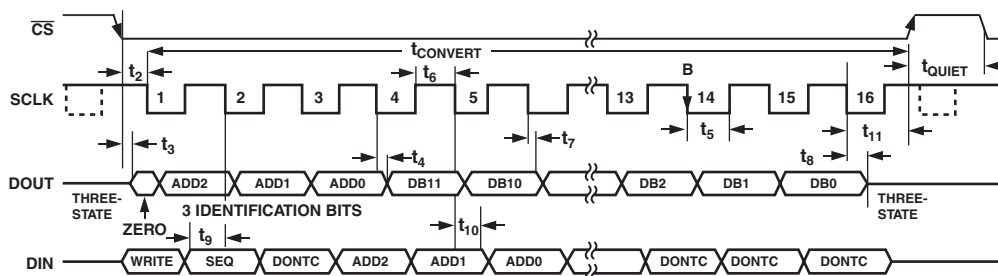 CS
tCONVERT
t2
t6
B
tQUIET
SCLK
1 2 3 4 5 13 14 15 16
t5
t11
t3
t4
t7
t8
DOUT
ADD2 ADD1 ADD0 DB11 DB10 DB2 DB1 DB0
THREE-
STATE
THREE-
STATE
3 IDENTIFICATION BITS
ZERO
t9
t10
DIN
WRITE SEQ DONTC ADD2 ADD1 ADD0 DONTC DONTC DONTC